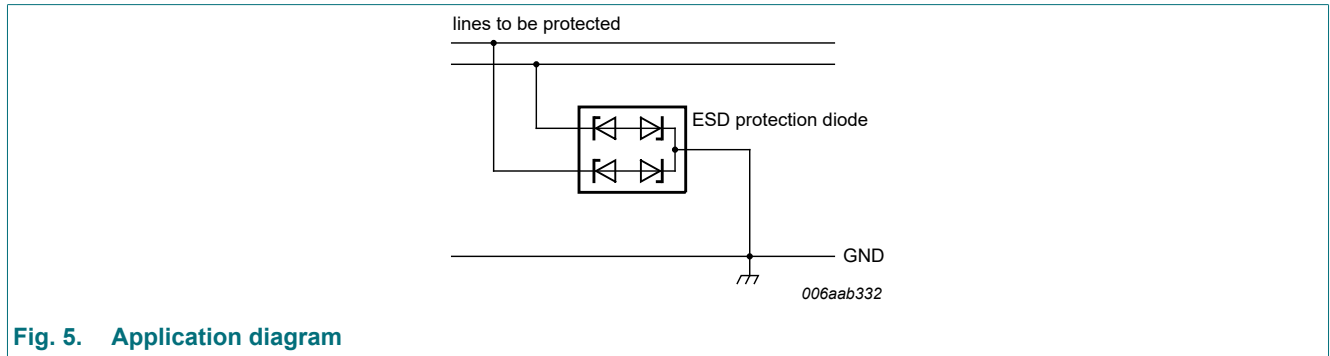 lines to be protected
ESD protection diode
GND
006aab332
Fig. 5. Application diagram